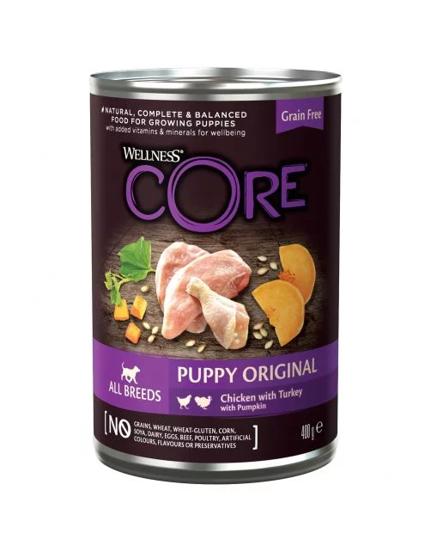 Grain Free
#NATURAL, COMPLETE & BALANCED
FOOD FOR GROWING PUPPIES
with added vitamins & minerals for wellbeing
WELLNESS®
CORE®
PUPPY ORIGINAL
ALL BREEDS
Chicken with Turkey
with Pumpkin
[NO GRAINS, WHEAT, WHEAT-GLUTEN, CORN,
SOYA, DAIRY, EGGS, BEEF, POULTRY, ARTIFICIAL
COLOURS, FLAVOURS OR PRESERVATIVES]
400 g ℮